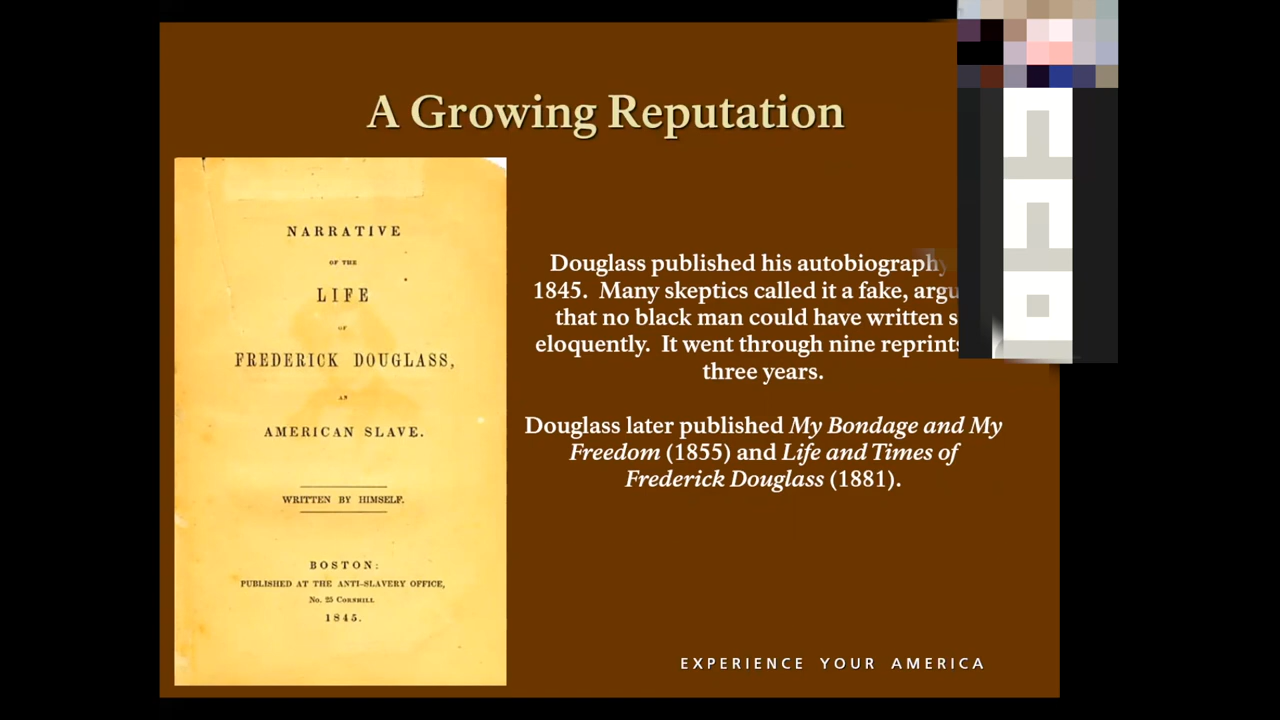 A Growing Reputation
NARRATIVE
OF THE
LIFE
OF
FREDERICK DOUGLASS,
AN
AMERICAN SLAVE.
WRITTEN BY HIMSELF.
BOSTON:
PUBLISHED AT THE ANTI-SLAVERY OFFICE,
No. 25 Cornhill
1845.
Douglass published his autobiography
1845. Many skeptics called it a fake,
that no black man could have written
eloquently. It went through nine reprints
three years.
Douglass later published My Bondage and My
Freedom (1855) and Life and Times of
Frederick Douglass (1881).
EXPERIENCE YOUR AMERICA